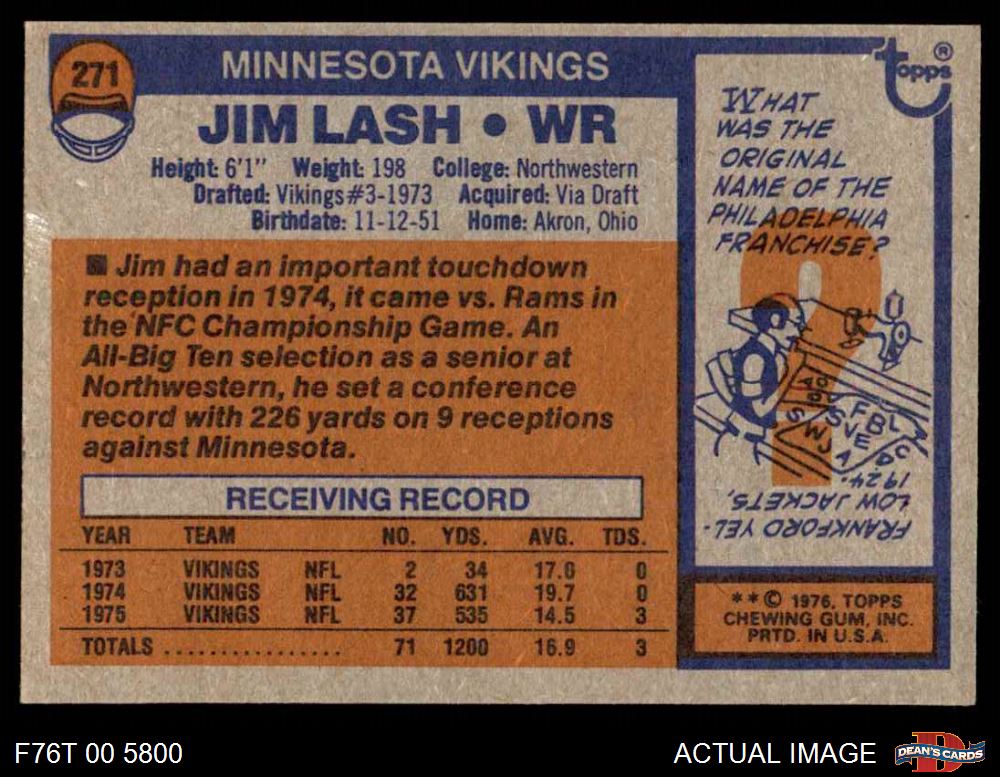 271
MINNESOTA VIKINGS
JIM LASH • WR
Height: 6'1" Weight: 198 College: Northwestern
Drafted: Vikings#3-1973 Acquired: Via Draft
Birthdate: 11-12-51 Home: Akron, Ohio
■ Jim had an important touchdown
reception in 1974, it came vs. Rams in
the NFC Championship Game. An
All-Big Ten selection as a senior at
Northwestern, he set a conference
record with 226 yards on 9 receptions
against Minnesota.
RECEIVING RECORD
YEAR TEAM NO. YDS. AVG. TDS.
1973 VIKINGS NFL 2 34 17.0 0
1974 VIKINGS NFL 32 631 19.7 0
1975 VIKINGS NFL 37 535 14.5 3
TOTALS ................ 71 1200 16.9 3
topps®
WHAT
WAS THE
ORIGINAL
NAME OF THE
PHILADELPHIA
FRANCHISE?
?
FRANKFORD YEL-
LOW JACKETS,
1924.
**© 1976, TOPPS
CHEWING GUM, INC.
PRTD. IN U.S.A.
F76T 00 5800
ACTUAL IMAGE
DEAN'S CARDS